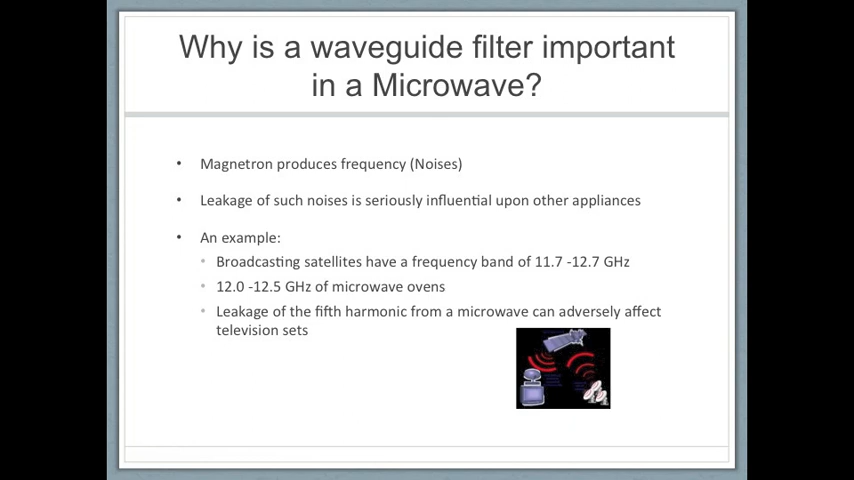 Why is a waveguide filter important
in a Microwave?
• Magnetron produces frequency (Noises)
• Leakage of such noises is seriously influential upon other appliances
• An example:
• Broadcasting satellites have a frequency band of 11.7 -12.7 GHz
• 12.0 -12.5 GHz of microwave ovens
• Leakage of the fifth harmonic from a microwave can adversely affect
television sets